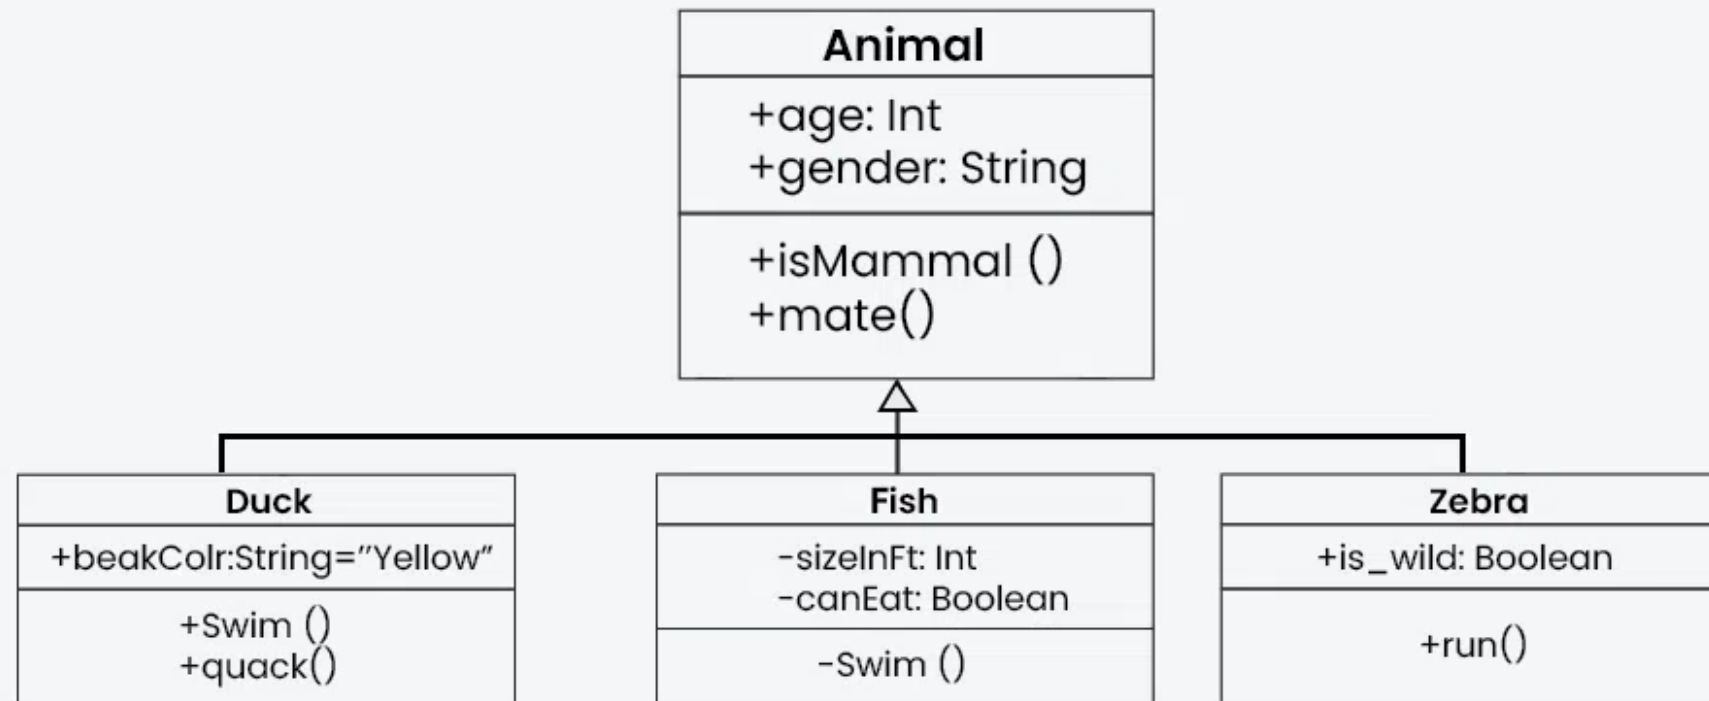 Animal
+age: Int
+gender: String
+isMammal ()
+mate()
Duck
+beakColr:String="Yellow"
+Swim ()
+quack()
Fish
-sizeInFt: Int
-canEat: Boolean
-Swim ()
Zebra
+is_wild: Boolean
+run()